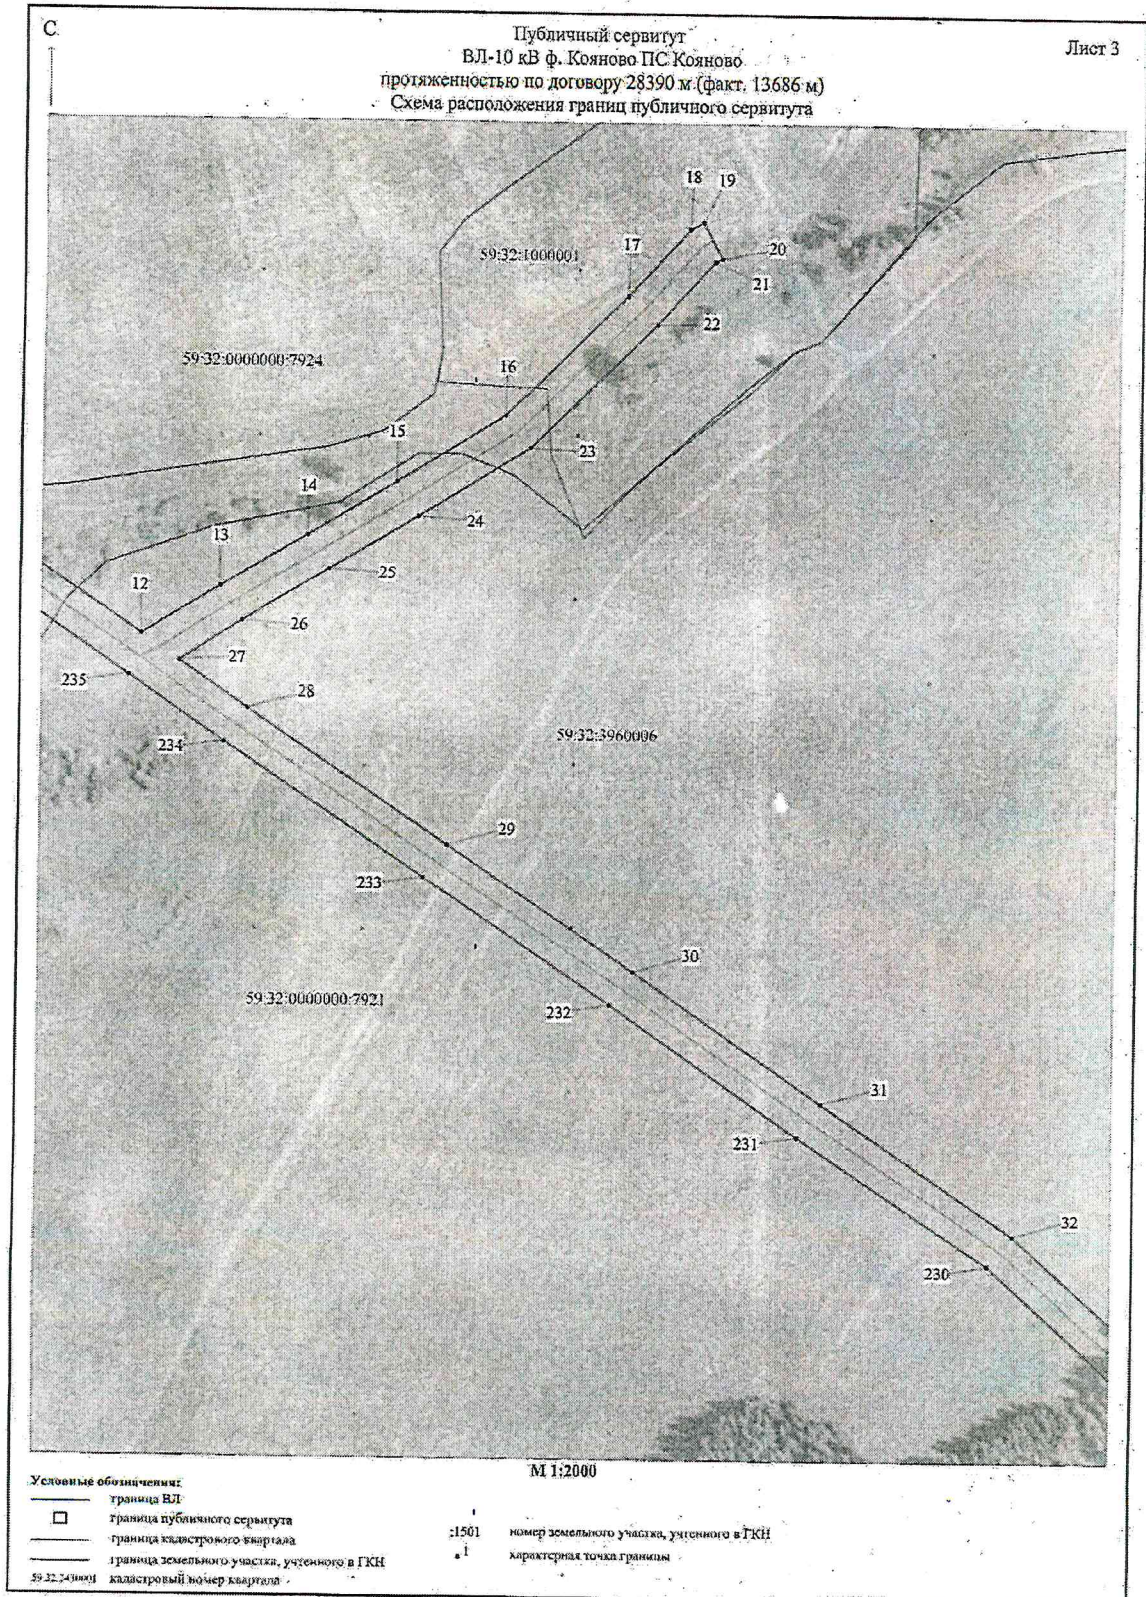 С
Публичный сервитут
ВЛ-10 кВ ф. Кояново ПС Кояново
протяженностью по договору 28390 м (факт. 13686 м)
Схема расположения границ публичного сервитута
Лист 3
18 19
17 59:32:1000001 20
21
22
59:32:0000000:7924 16
15 23
14 24
13 25
12 26
27
235 28
234 59:32:3960006
29
233
30
59:32:0000000:7921 232
31
231
32
230
М 1:2000
Условные обозначения:
граница ВЛ
граница публичного сервитута
граница кадастрового квартала
граница земельного участка, учтенного в ГКН
кадастровый номер квартала
:1501 номер земельного участка, учтенного в ГКН
1 характерная точка границы